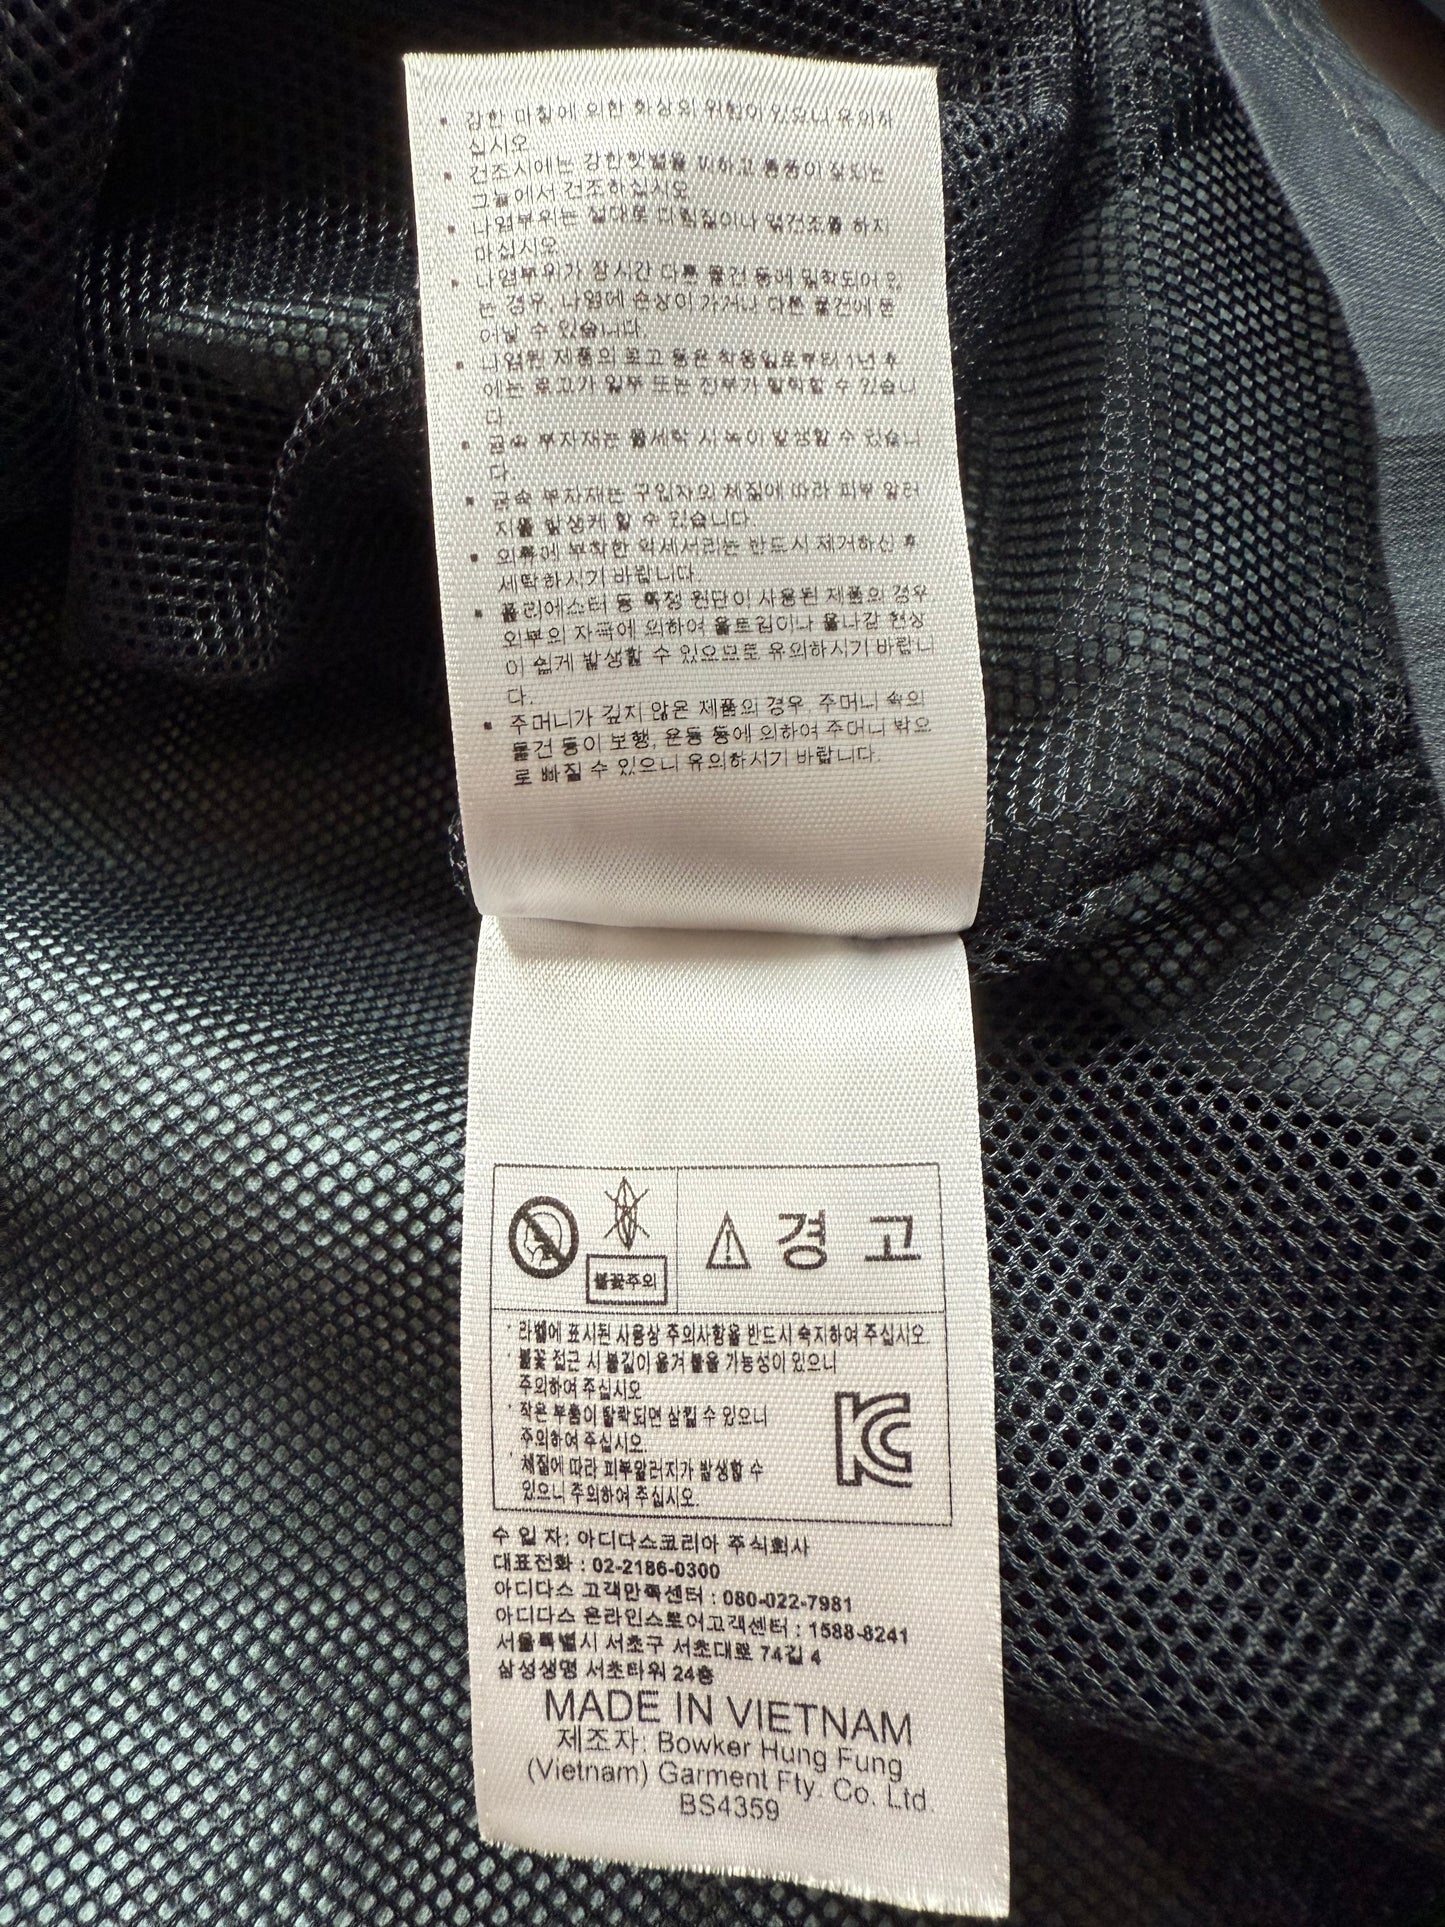 ▪ 강한 마찰에 의한 화상의 위험이 있으니 유의하
십시오
▪ 건조시에는 강한햇볕을 피하고 통풍이 잘되는
그늘에서 건조하십시오
▪ 나염부위는 절대로 다림질이나 열건조를 하지
마십시오.
▪ 나염부위가 장시간 다른 물건 등에 밀착되어 있
는 경우, 나염에 손상이 가거나 다른 물건에 묻
어날 수 있습니다.
▪ 나염된 제품의 로고 등은 착용일로부터 1년 후
에는 로고가 일부 또는 전부가 탈락할 수 있습니
다.
▪ 금속 부자재는 물세탁 시 녹이 발생할 수 있습니
다.
▪ 금속 부자재는 구입자의 체질에 따라 피부 알러
지를 발생케 할 수 있습니다.
▪ 의류에 부착한 악세서리는 반드시 제거하신 후
세탁하시기 바랍니다.
▪ 폴리에스터 등 특정 원단이 사용된 제품의 경우
외부의 자극에 의하여 올트김이나 올나감 현상
이 쉽게 발생할 수 있으므로 유의하시기 바랍니
다.
▪ 주머니가 깊지 않은 제품의 경우, 주머니 속의
물건 등이 보행, 운동 등에 의하여 주머니 밖으
로 빠질 수 있으니 유의하시기 바랍니다.
불꽃주의
경 고
* 라벨에 표시된 사용상 주의사항을 반드시 숙지하여 주십시오.
* 불꽃 접근 시 불길이 옮겨 붙을 가능성이 있으니
주의하여 주십시오
* 작은 부품이 탈락되면 삼킬 수 있으니
주의하여 주십시오.
* 체질에 따라 피부알러지가 발생할 수
있으니 주의하여 주십시오.
KC
수 입 자: 아디다스코리아 주식회사
대표전화 : 02-2186-0300
아디다스 고객만족센터 : 080-022-7981
아디다스 온라인스토어고객센터 : 1588-8241
서울특별시 서초구 서초대로 74길 4
삼성생명 서초타워 24층
MADE IN VIETNAM
제조자: Bowker Hung Fung
(Vietnam) Garment Fty. Co. Ltd.
BS4359